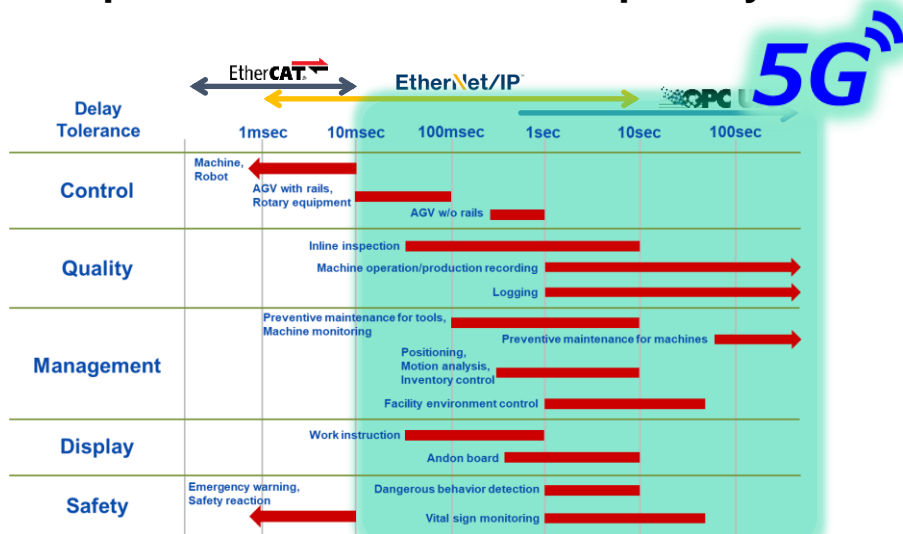 5G
EtherCAT
EtherNet/IP
OPC U
Delay
Tolerance
1msec 10msec 100msec 1sec 10sec 100sec
Control
Machine,
Robot
AGV with rails,
Rotary equipment
AGV w/o rails
Quality
Inline inspection
Machine operation/production recording
Logging
Management
Preventive maintenance for tools,
Machine monitoring
Preventive maintenance for machines
Positioning,
Motion analysis,
Inventory control
Facility environment control
Display
Work instruction
Andon board
Safety
Emergency warning,
Safety reaction
Dangerous behavior detection
Vital sign monitoring